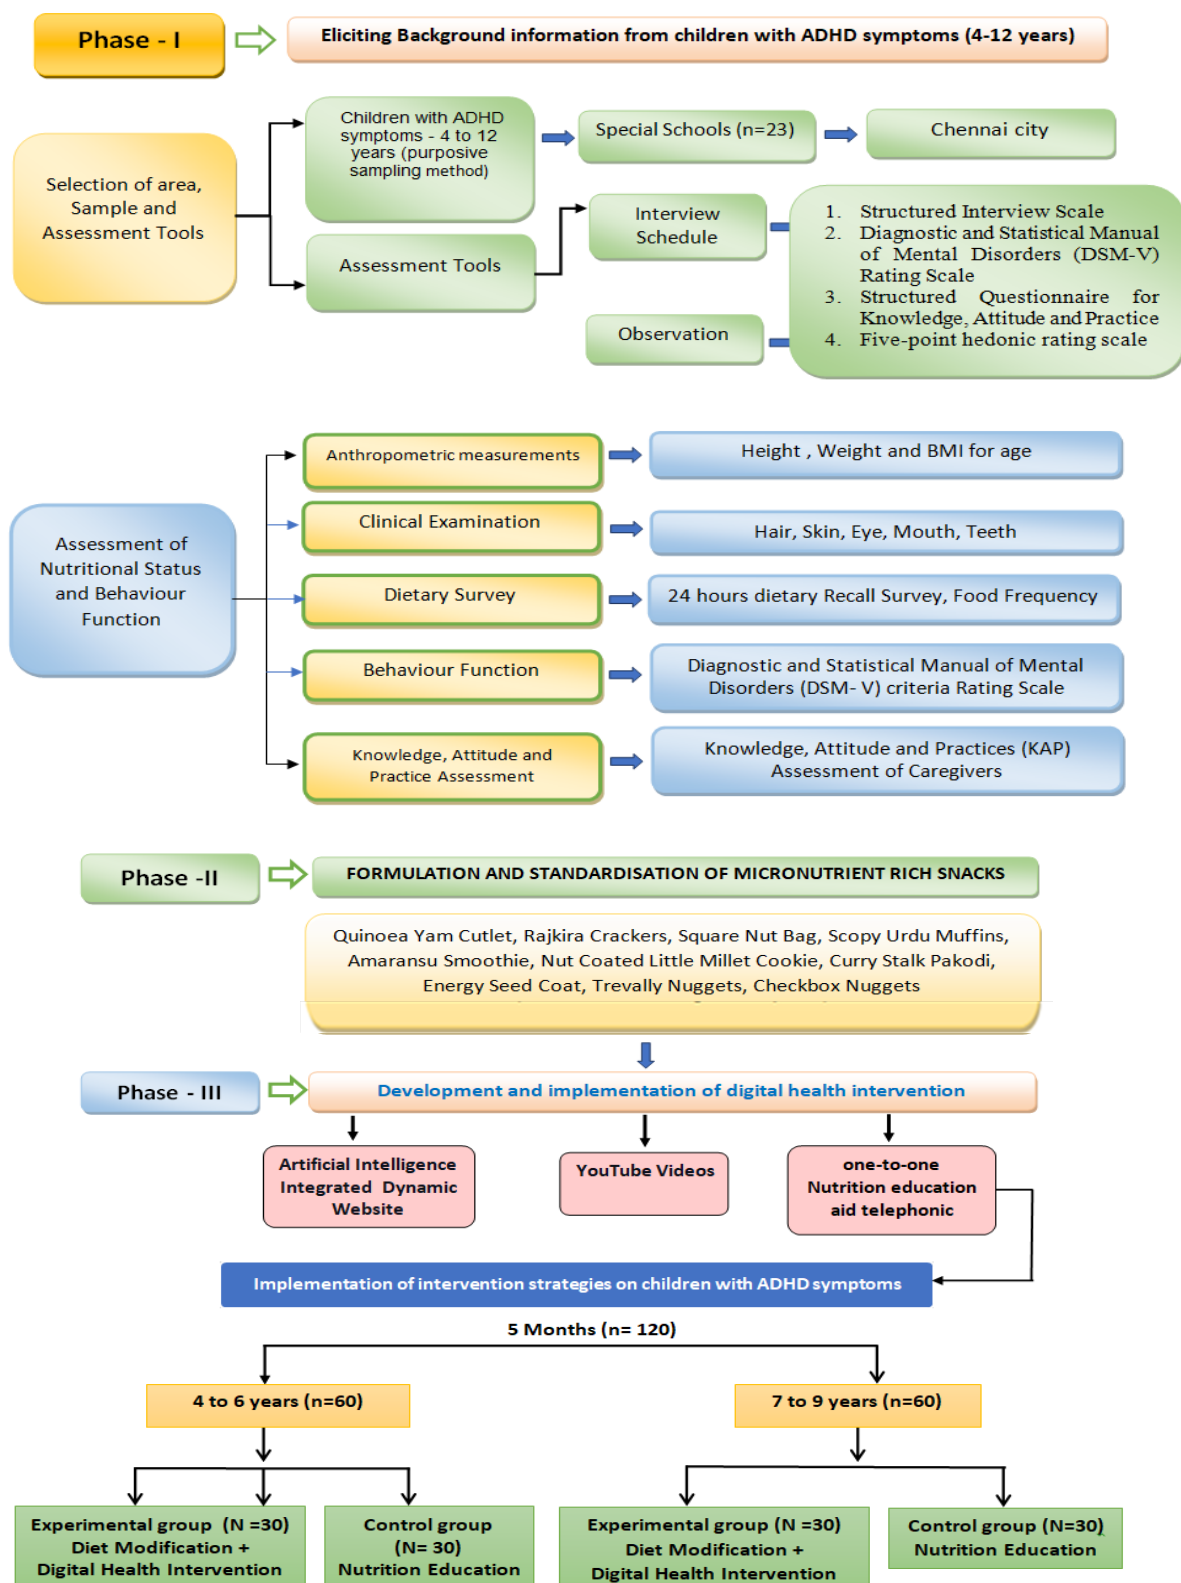 Phase - I
Eliciting Background information from children with ADHD symptoms (4-12 years)
Selection of area,
Sample and
Assessment Tools
Children with ADHD
symptoms - 4 to 12
years (purposive
sampling method)
Special Schools (n=23)
Chennai city
Assessment Tools
Interview
Schedule
Observation
1. Structured Interview Scale
2. Diagnostic and Statistical Manual
of Mental Disorders (DSM-V)
Rating Scale
3. Structured Questionnaire for
Knowledge, Attitude and Practice
4. Five-point hedonic rating scale
Assessment of
Nutritional Status
and Behaviour
Function
Anthropometric measurements
Height , Weight and BMI for age
Clinical Examination
Hair, Skin, Eye, Mouth, Teeth
Dietary Survey
24 hours dietary Recall Survey, Food Frequency
Behaviour Function
Diagnostic and Statistical Manual of Mental
Disorders (DSM- V) criteria Rating Scale
Knowledge, Attitude and
Practice Assessment
Knowledge, Attitude and Practices (KAP)
Assessment of Caregivers
Phase -II
FORMULATION AND STANDARDISATION OF MICRONUTRIENT RICH SNACKS
Quinoea Yam Cutlet, Rajkira Crackers, Square Nut Bag, Scopy Urdu Muffins,
Amaransu Smoothie, Nut Coated Little Millet Cookie, Curry Stalk Pakodi,
Energy Seed Coat, Trevally Nuggets, Checkbox Nuggets
Phase - III
Development and implementation of digital health intervention
Artificial Intelligence
Integrated Dynamic
Website
YouTube Videos
one-to-one
Nutrition education
aid telephonic
Implementation of intervention strategies on children with ADHD symptoms
5 Months (n= 120)
4 to 6 years (n=60)
7 to 9 years (n=60)
Experimental group (N =30)
Diet Modification +
Digital Health Intervention
Control group
(N= 30)
Nutrition Education
Experimental group (N =30)
Diet Modification +
Digital Health Intervention
Control group (N=30)
Nutrition Education